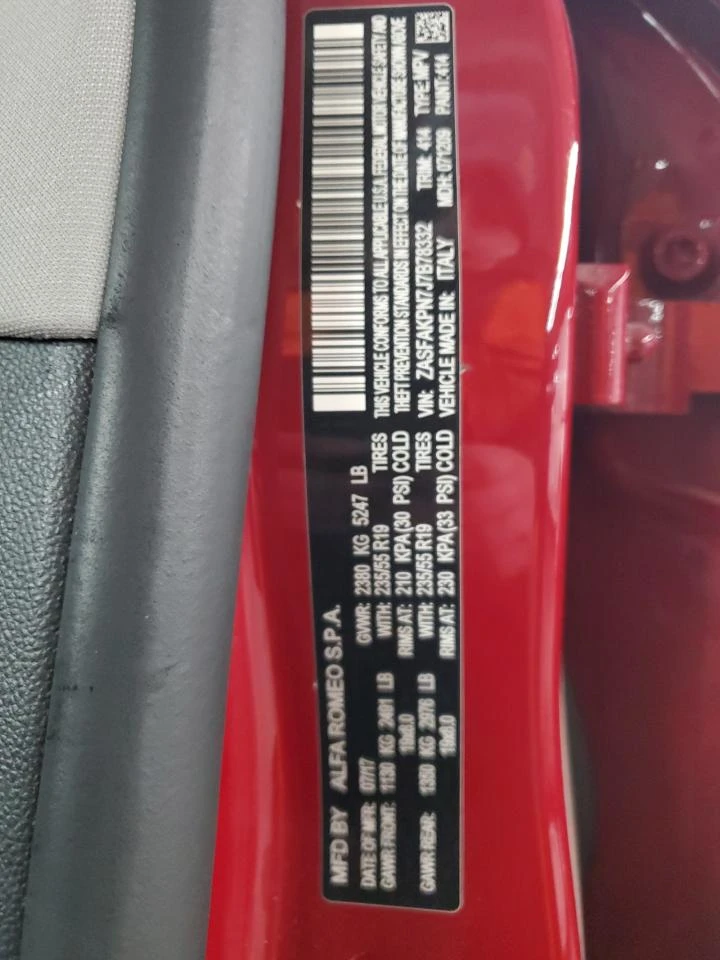 MFD BY ALFA ROMEO S.P.A.
DATE OF MFR: 07/17 GVWR: 2380 KG 5247 LB
GAWR FRONT: 1130 KG 2491 LB WITH: 235/55 R19 TIRES
RIMS AT: 210 KPA(30 PSI) COLD
GAWR REAR: 1350 KG 2976 LB WITH: 235/55 R19 TIRES
RIMS AT: 230 KPA(33 PSI) COLD
THIS VEHICLE CONFORMS TO ALL APPLICABLE U.S.A. FEDERAL MOTOR VEHICLE SAFETY AND
THEFT PREVENTION STANDARDS IN EFFECT ON THE DATE OF MANUFACTURE SHOWN ABOVE
VIN: ZASFAKPN7J7B78332 TRIM: 414 TYPE: MPV
VEHICLE MADE IN: ITALY MDH: 071209 PAINT: 414